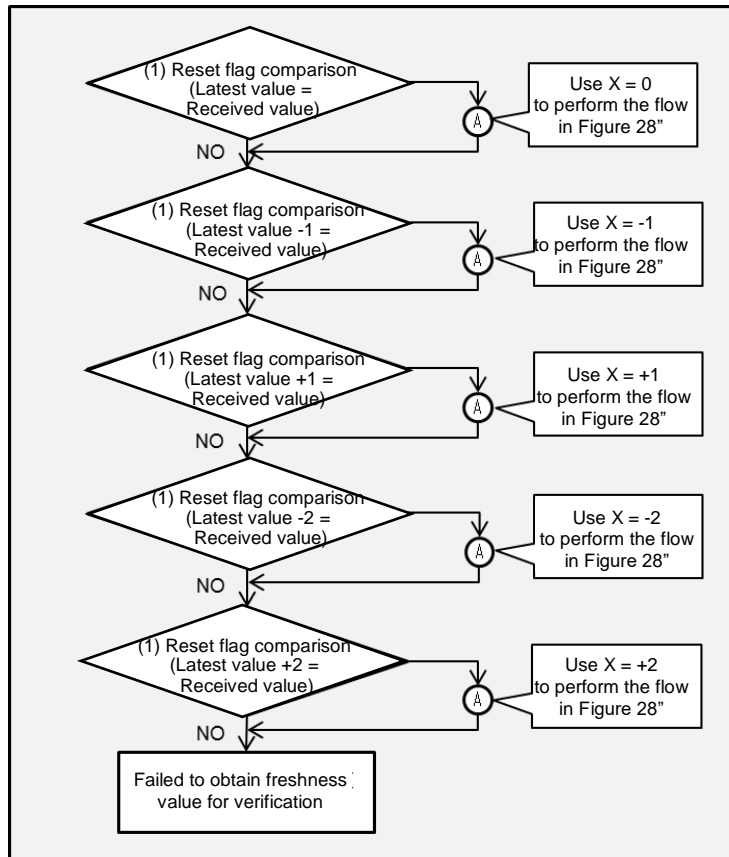 (1) Reset flag comparison
(Latest value =
Received value)
Use X = 0
to perform the flow
in Figure 28”
A
NO
(1) Reset flag comparison
(Latest value -1 =
Received value)
Use X = -1
to perform the flow
in Figure 28”
A
NO
(1) Reset flag comparison
(Latest value +1 =
Received value)
Use X = +1
to perform the flow
in Figure 28”
A
NO
(1) Reset flag comparison
(Latest value -2 =
Received value)
Use X = -2
to perform the flow
in Figure 28”
A
NO
(1) Reset flag comparison
(Latest value +2 =
Received value)
Use X = +2
to perform the flow
in Figure 28”
A
NO
Failed to obtain freshness
value for verification